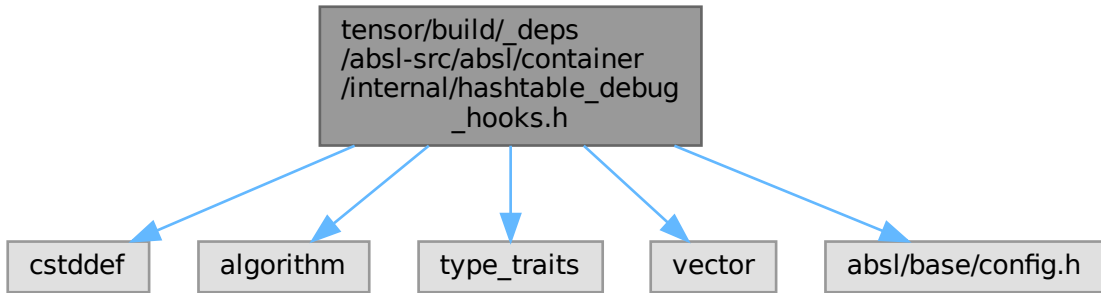 tensor/build/_deps
/absl-src/absl/container
/internal/hashtable_debug
_hooks.h
cstddef
algorithm
type_traits
vector
absl/base/config.h